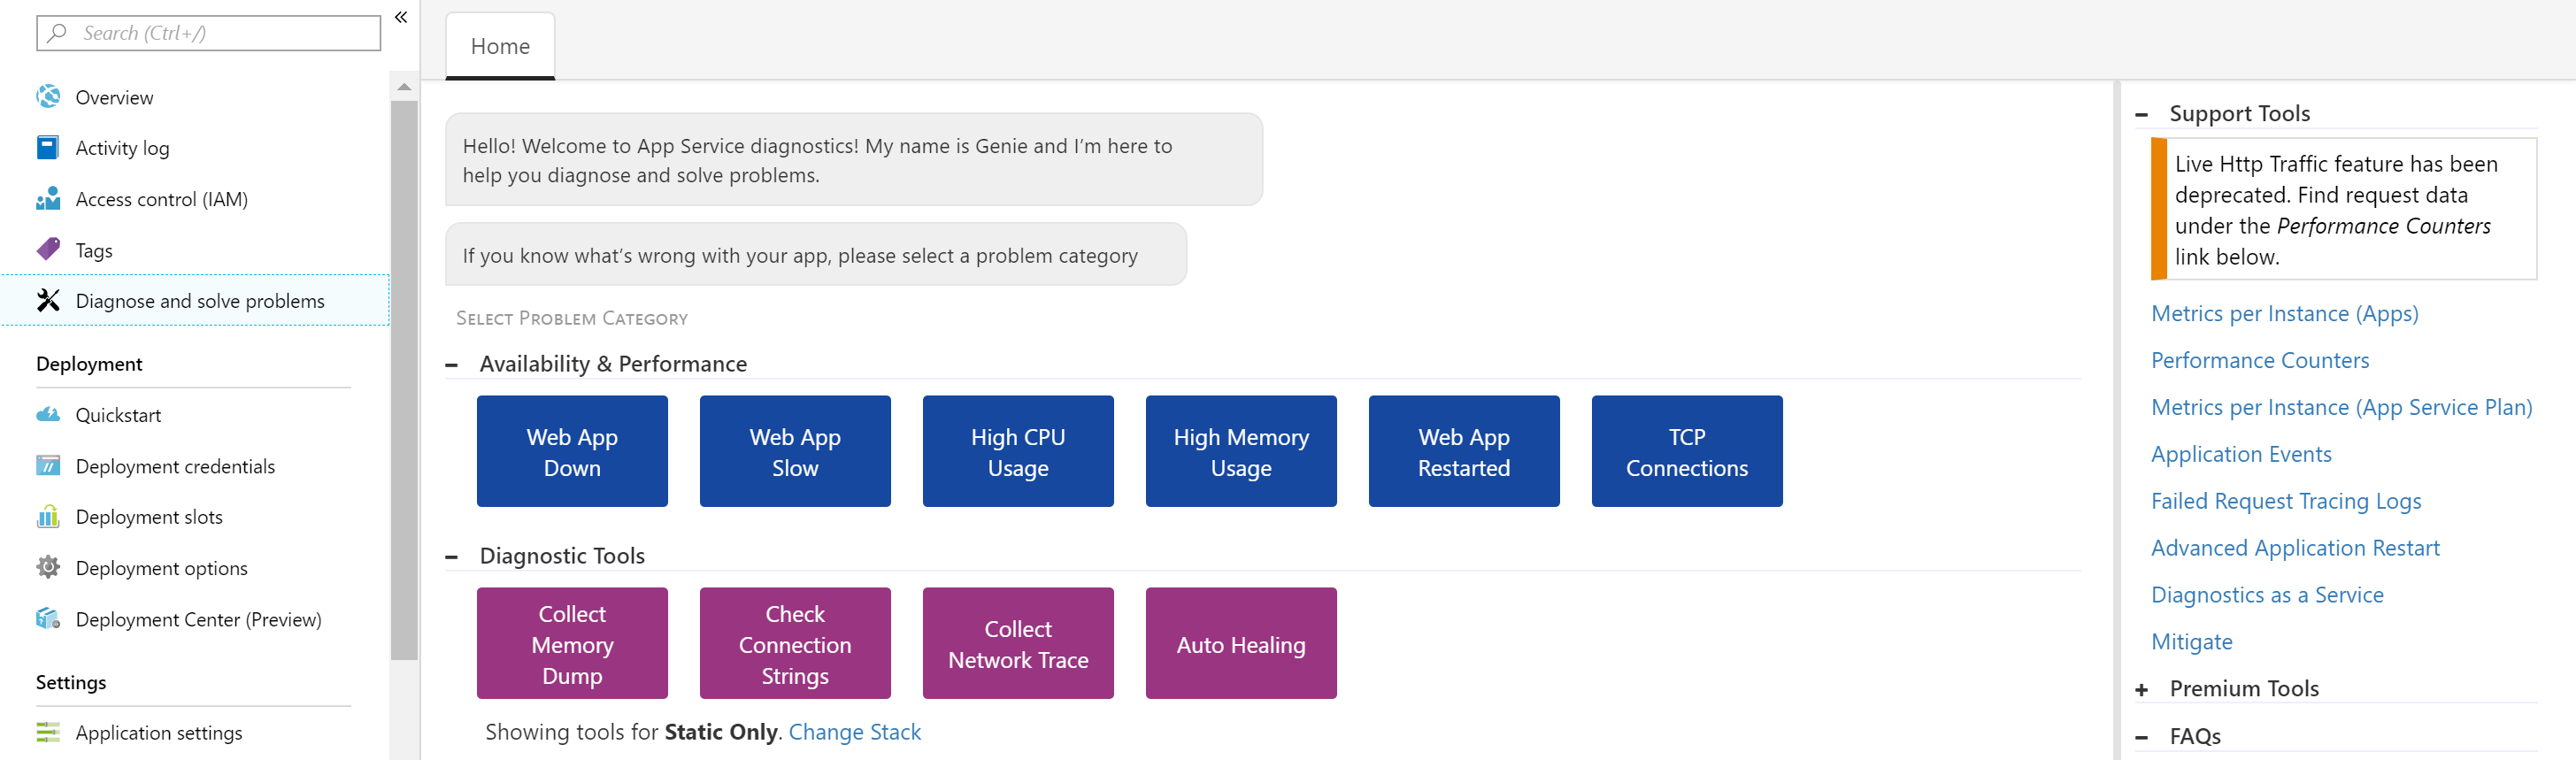 Search (Ctrl+/)
«
Overview
Activity log
Access control (IAM)
Tags
Diagnose and solve problems
Deployment
Quickstart
Deployment credentials
Deployment slots
Deployment options
Deployment Center (Preview)
Settings
Application settings
Home
Hello! Welcome to App Service diagnostics! My name is Genie and I’m here to
help you diagnose and solve problems.
If you know what’s wrong with your app, please select a problem category
Select Problem Category
Availability & Performance
Web App
Down
Web App
Slow
High CPU
Usage
High Memory
Usage
Web App
Restarted
TCP
Connections
Diagnostic Tools
Collect
Memory
Dump
Check
Connection
Strings
Collect
Network Trace
Auto Healing
Showing tools for Static Only. Change Stack
Support Tools
Live Http Traffic feature has been
deprecated. Find request data
under the Performance Counters
link below.
Metrics per Instance (Apps)
Performance Counters
Metrics per Instance (App Service Plan)
Application Events
Failed Request Tracing Logs
Advanced Application Restart
Diagnostics as a Service
Mitigate
Premium Tools
FAQs